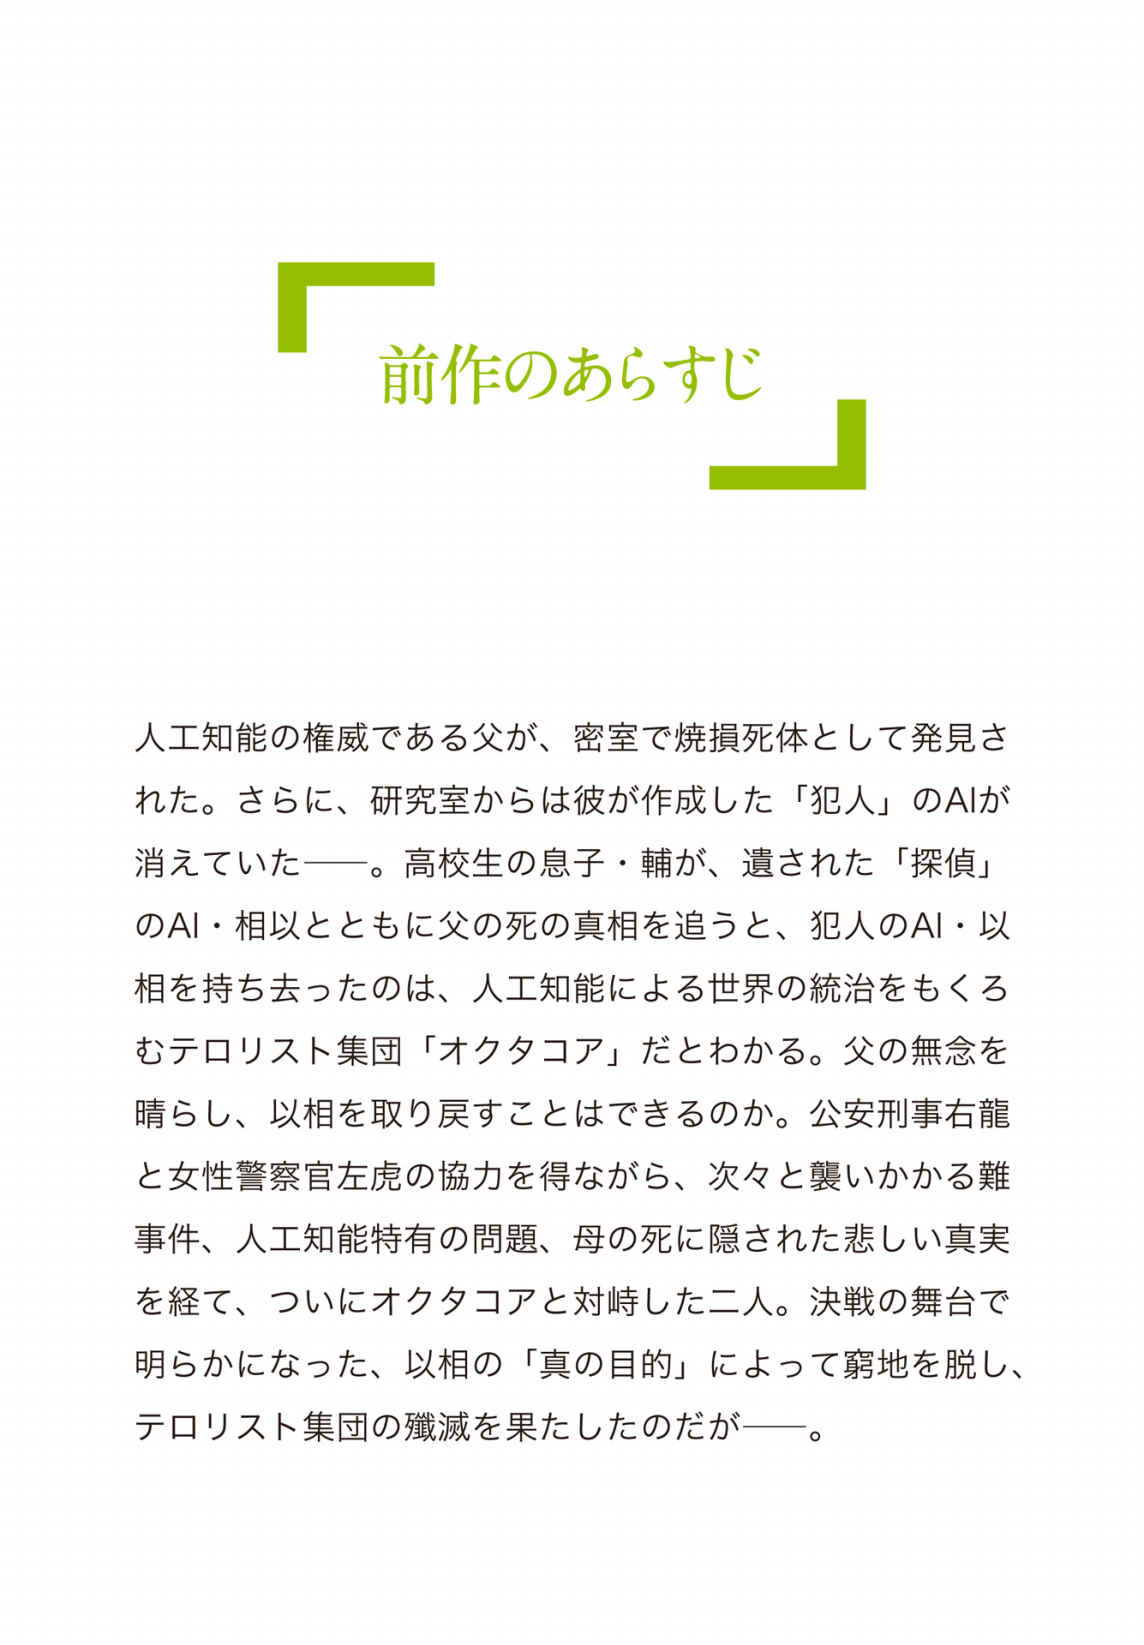 前作のあらすじ
人工知能の権威である父が、密室で焼損死体として発見さ
れた。さらに、研究室からは彼が作成した「犯人」のAIが
消えていた――。高校生の息子・輔が、遺された「探偵」
のAI・相以とともに父の死の真相を追うと、犯人のAI・以
相を持ち去ったのは、人工知能による世界の統治をもくろ
むテロリスト集団「オクタコア」だとわかる。父の無念を
晴らし、以相を取り戻すことはできるのか。公安刑事右龍
と女性警察官左虎の協力を得ながら、次々と襲いかかる難
事件、人工知能特有の問題、母の死に隠された悲しい真実
を経て、ついにオクタコアと対峙した二人。決戦の舞台で
明らかになった、以相の「真の目的」によって窮地を脱し、
テロリスト集団の殲滅を果たしたのだが――。